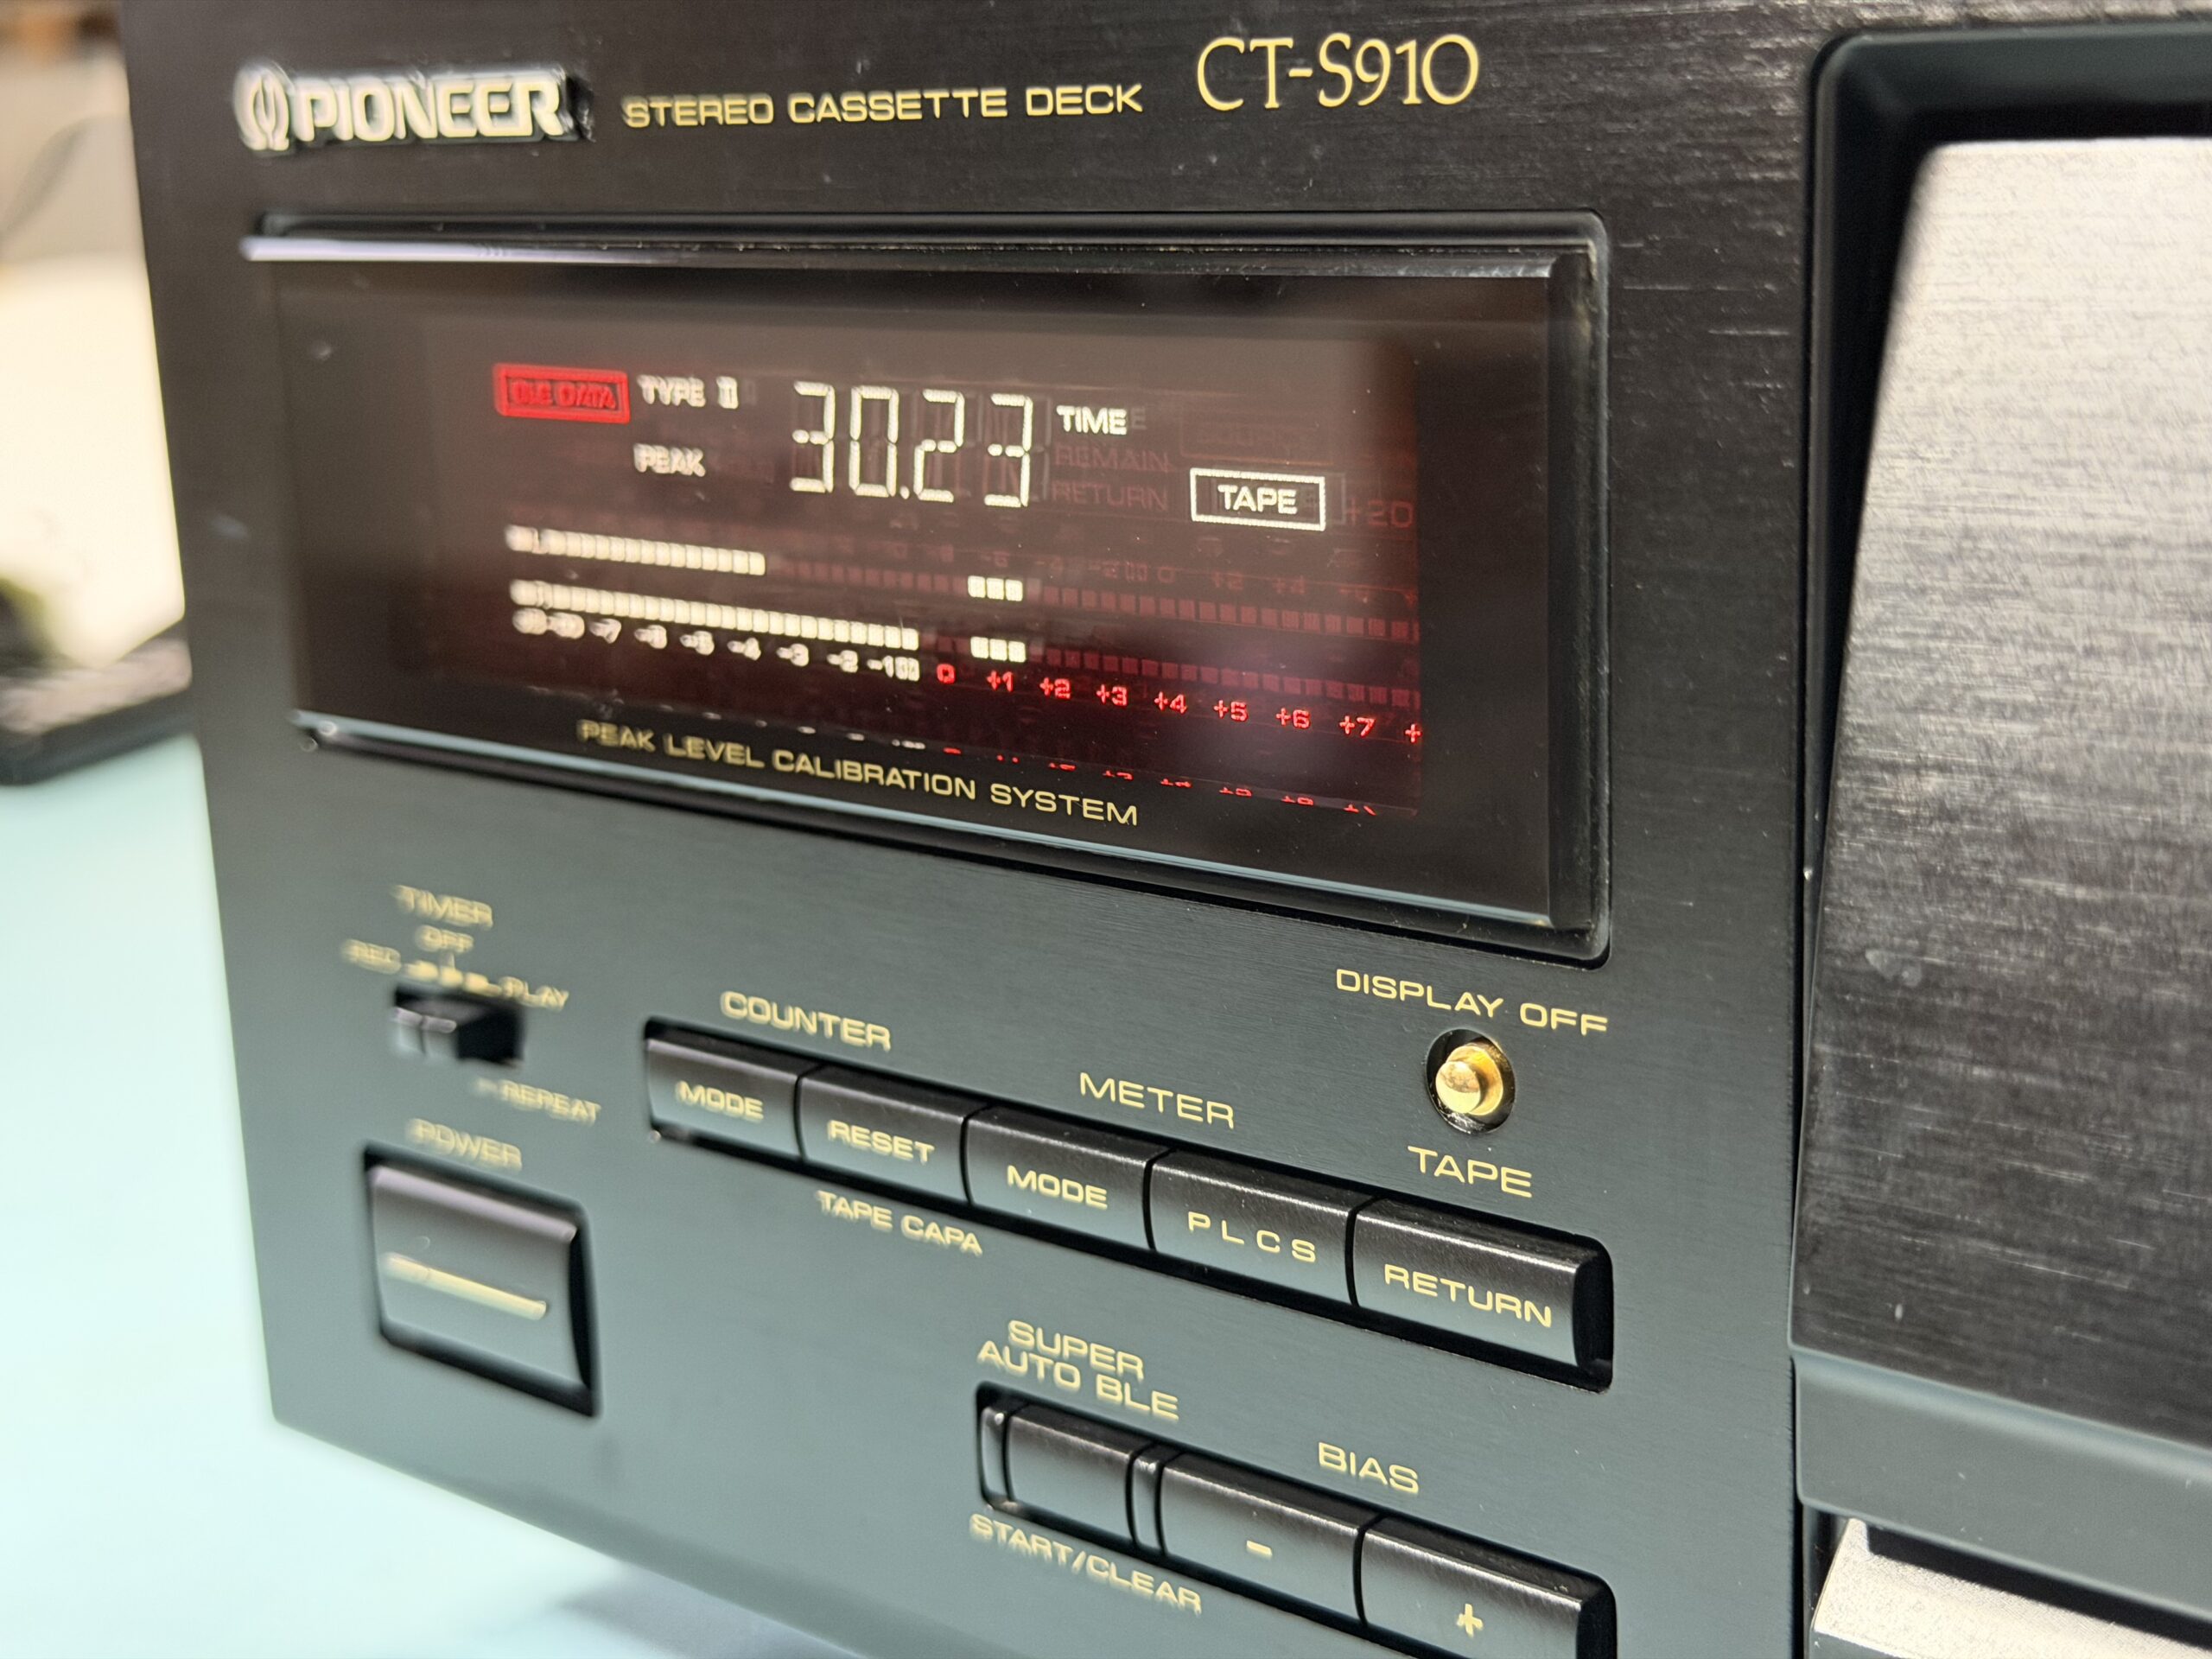 PIONEER STEREO CASSETTE DECK CT-S910
BLE DATA TYPE II 30.23 TIME
PEAK REMAIN
RETURN TAPE +20
-7 -6 -5 -4 -3 -2 -1 0 +1 +2 +3 +4 +5 +6 +7 +
PEAK LEVEL CALIBRATION SYSTEM
TIMER
OFF
REC PLAY
REPEAT
POWER
COUNTER
METER
DISPLAY OFF
TAPE
MODE RESET MODE PLCS RETURN
TAPE CAPA
SUPER
AUTO BLE
BIAS
- +
START/CLEAR